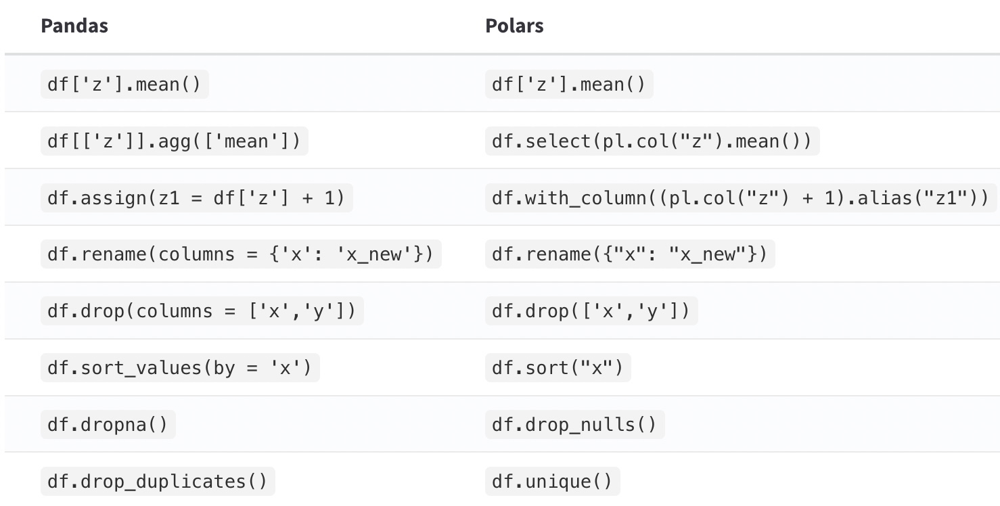 Pandas Polars
df['z'].mean() df['z'].mean()
df[['z']].agg(['mean']) df.select(pl.col("z").mean())
df.assign(z1 = df['z'] + 1) df.with_column((pl.col("z") + 1).alias("z1"))
df.rename(columns = {'x': 'x_new'}) df.rename({"x": "x_new"})
df.drop(columns = ['x','y']) df.drop(['x','y'])
df.sort_values(by = 'x') df.sort("x")
df.dropna() df.drop_nulls()
df.drop_duplicates() df.unique()